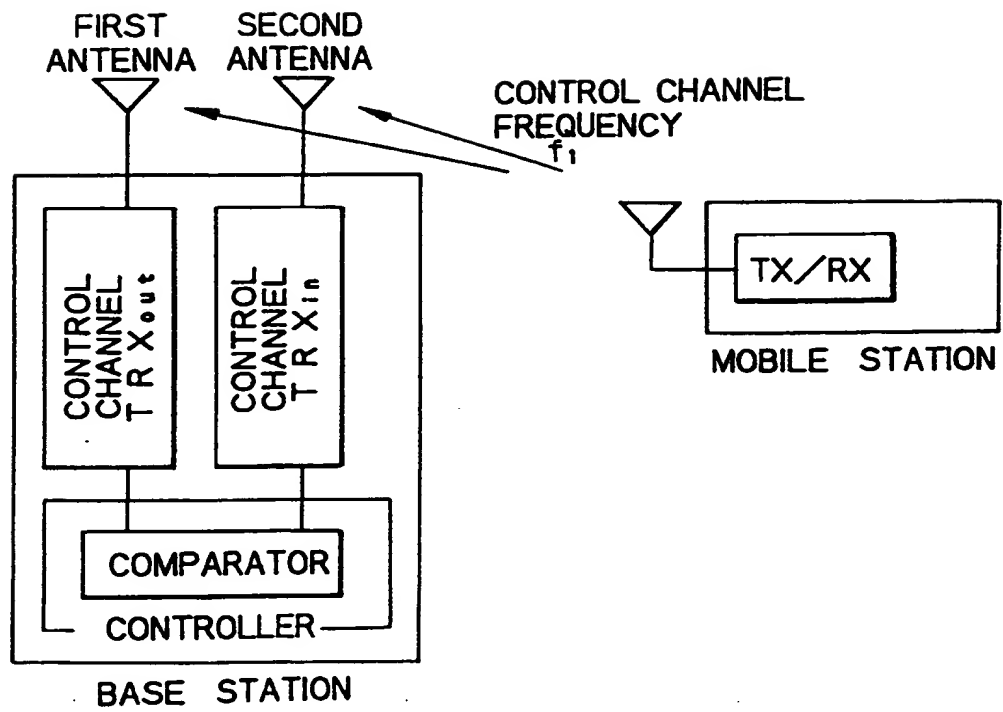 FIRST
ANTENNA
SECOND
ANTENNA
CONTROL CHANNEL
FREQUENCY
f1
CONTROL
CHANNEL
TRXout
CONTROL
CHANNEL
TRXin
TX/RX
MOBILE STATION
COMPARATOR
CONTROLLER
BASE STATION